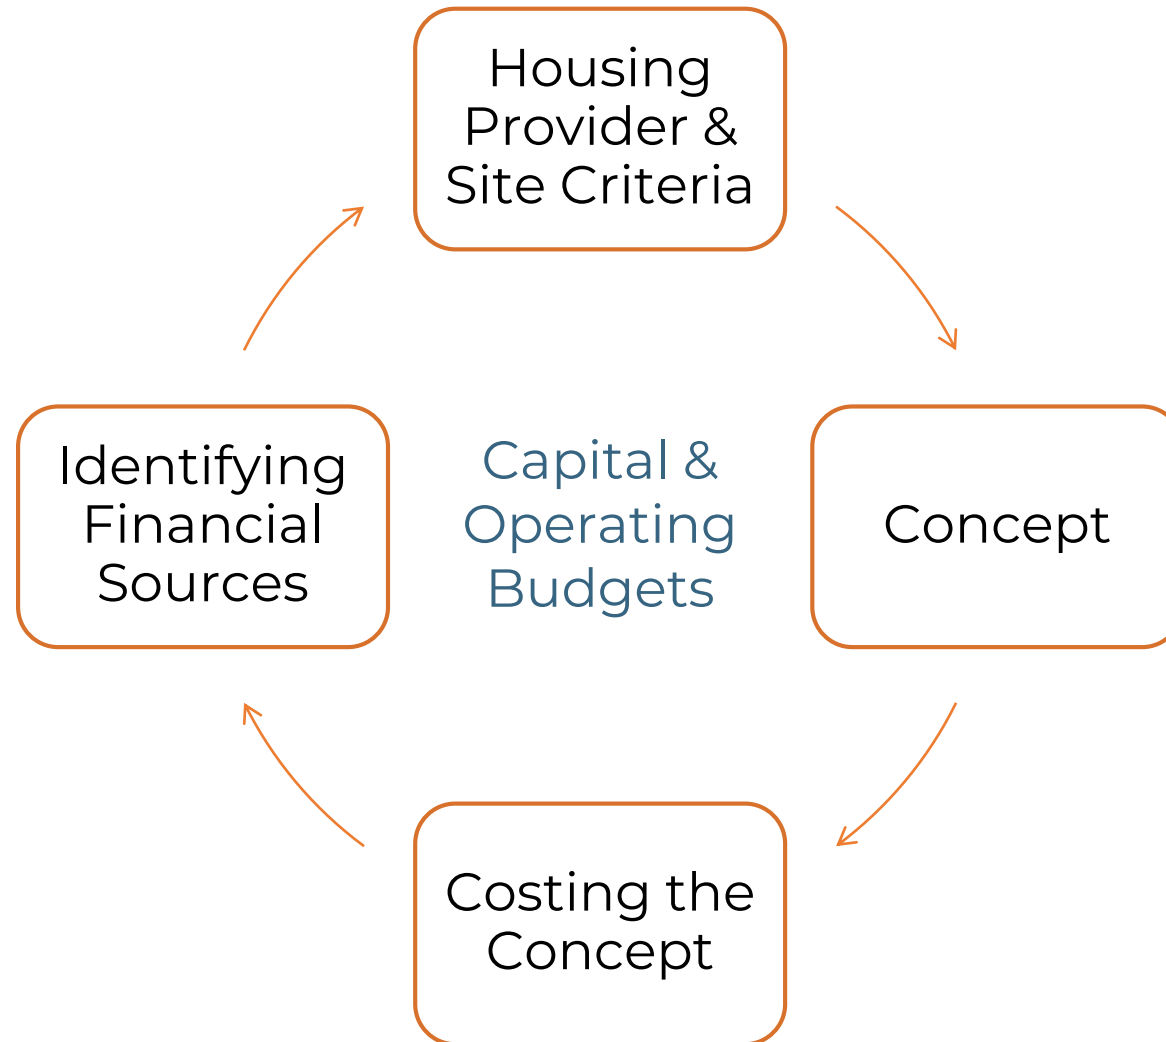 Housing
Provider &
Site Criteria
Identifying
Financial
Sources
Capital &
Operating
Budgets
Concept
Costing the
Concept